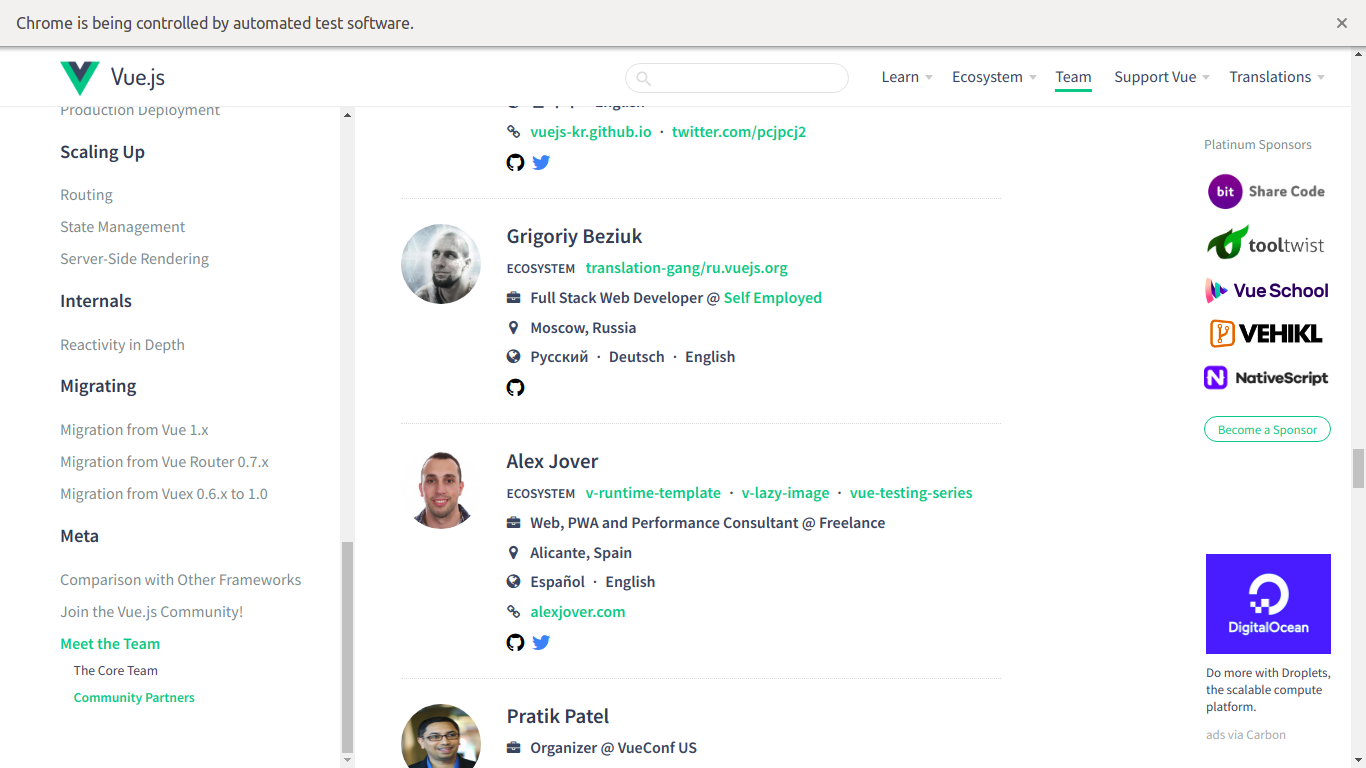 Chrome is being controlled by automated test software.
Vue.js
Learn
Ecosystem
Team
Support Vue
Translations
Production Deployment
Scaling Up
Routing
State Management
Server-Side Rendering
Internals
Reactivity in Depth
Migrating
Migration from Vue 1.x
Migration from Vue Router 0.7.x
Migration from Vuex 0.6.x to 1.0
Meta
Comparison with Other Frameworks
Join the Vue.js Community!
Meet the Team
The Core Team
Community Partners
English
vuejs-kr.github.io · twitter.com/pcjpcj2
Grigoriy Beziuk
ECOSYSTEM translation-gang/ru.vuejs.org
Full Stack Web Developer @ Self Employed
Moscow, Russia
Русский · Deutsch · English
Alex Jover
ECOSYSTEM v-runtime-template · v-lazy-image · vue-testing-series
Web, PWA and Performance Consultant @ Freelance
Alicante, Spain
Español · English
alexjover.com
Pratik Patel
Organizer @ VueConf US
Platinum Sponsors
bit Share Code
tooltwist
Vue School
VEHIKL
N NativeScript
Become a Sponsor
DigitalOcean
Do more with Droplets,
the scalable compute
platform.
ads via Carbon